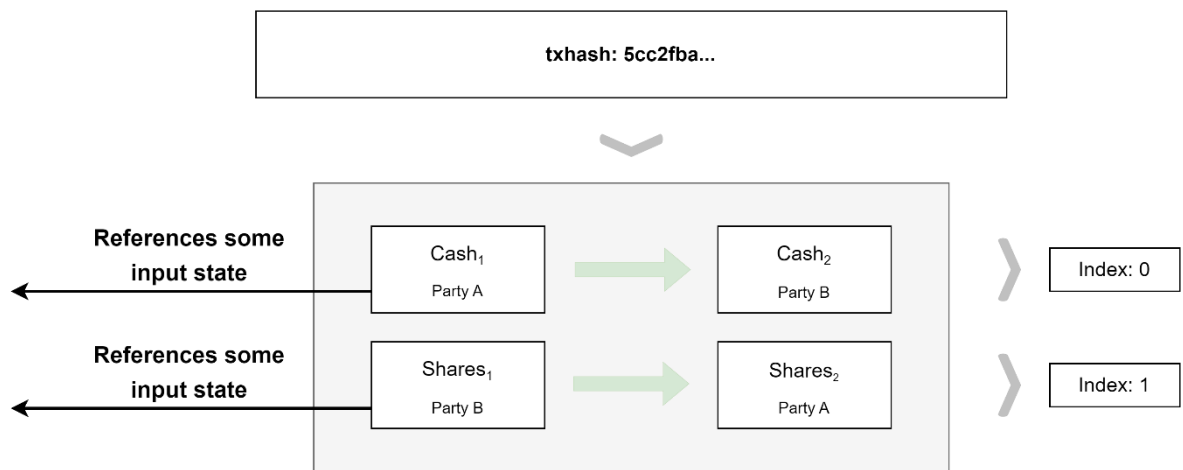 txhash: 5cc2fba...
References some
input state
Cash₁
Party A
Cash₂
Party B
Index: 0
References some
input state
Shares₁
Party B
Shares₂
Party A
Index: 1